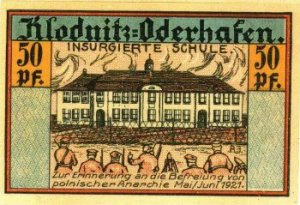 Klodnitz=Oderhafen.
50 Pf.
INSURGIERTE SCHULE.
50 Pf.
Zur Erinnerung an die Befreiung von
polnischer Anarchie Mai/Juni 1921.